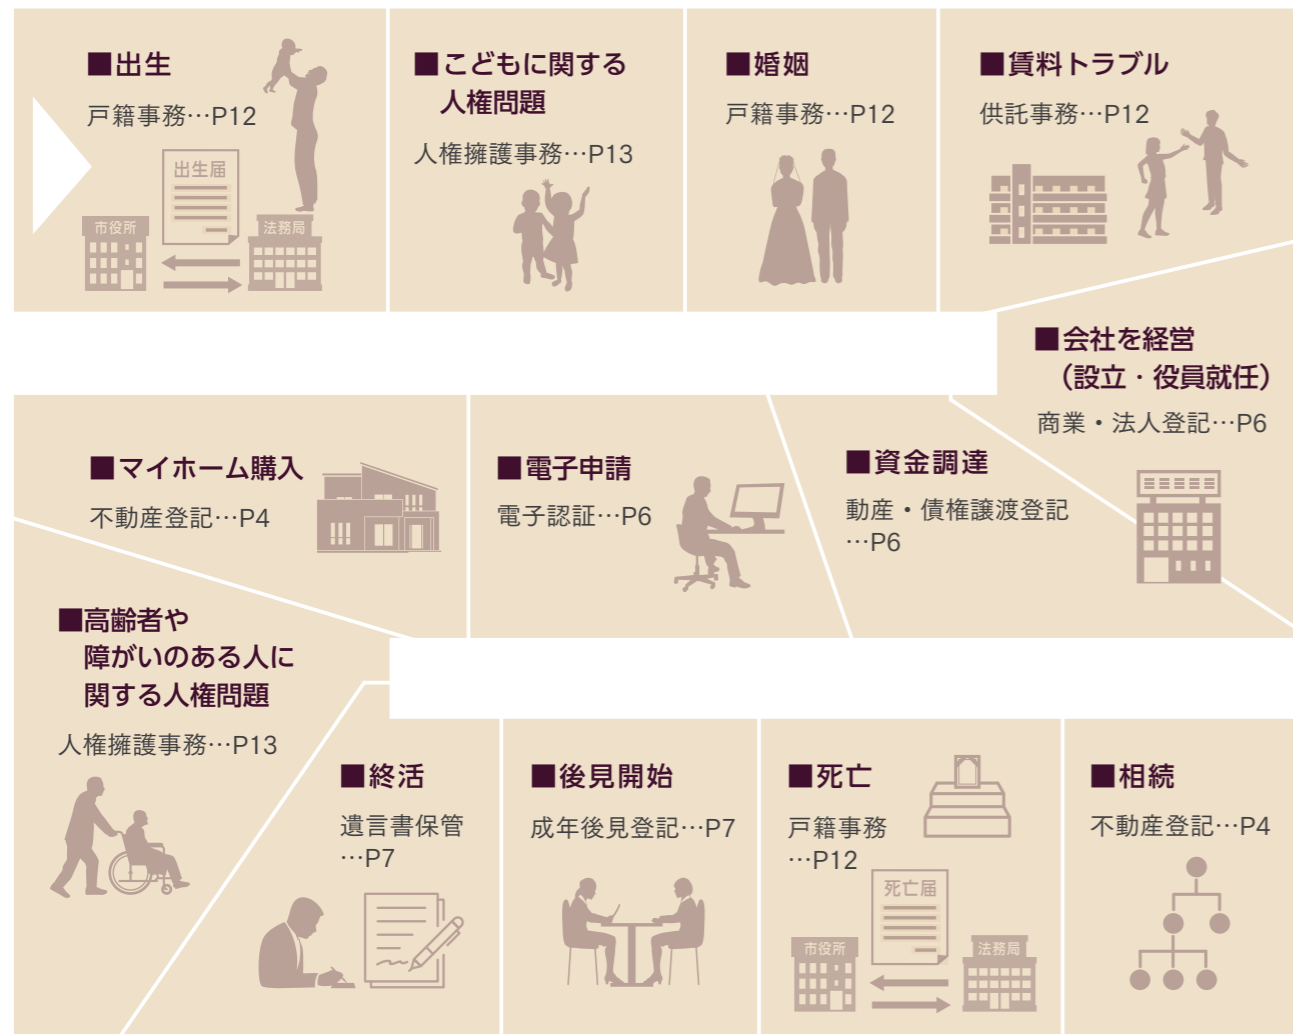 ■出生
戸籍事務…P12
出生届
市役所
法務局
■こどもに関する
人権問題
人権擁護事務…P13
■婚姻
戸籍事務…P12
■賃料トラブル
供託事務…P12
■会社を経営
（設立・役員就任）
商業・法人登記…P6
■資金調達
動産・債権譲渡登記
…P6
■電子申請
電子認証…P6
■マイホーム購入
不動産登記…P4
■高齢者や
障がいのある人に
関する人権問題
人権擁護事務…P13
■終活
遺言書保管
…P7
■後見開始
成年後見登記…P7
■死亡
戸籍事務
…P12
死亡届
市役所
法務局
■相続
不動産登記…P4